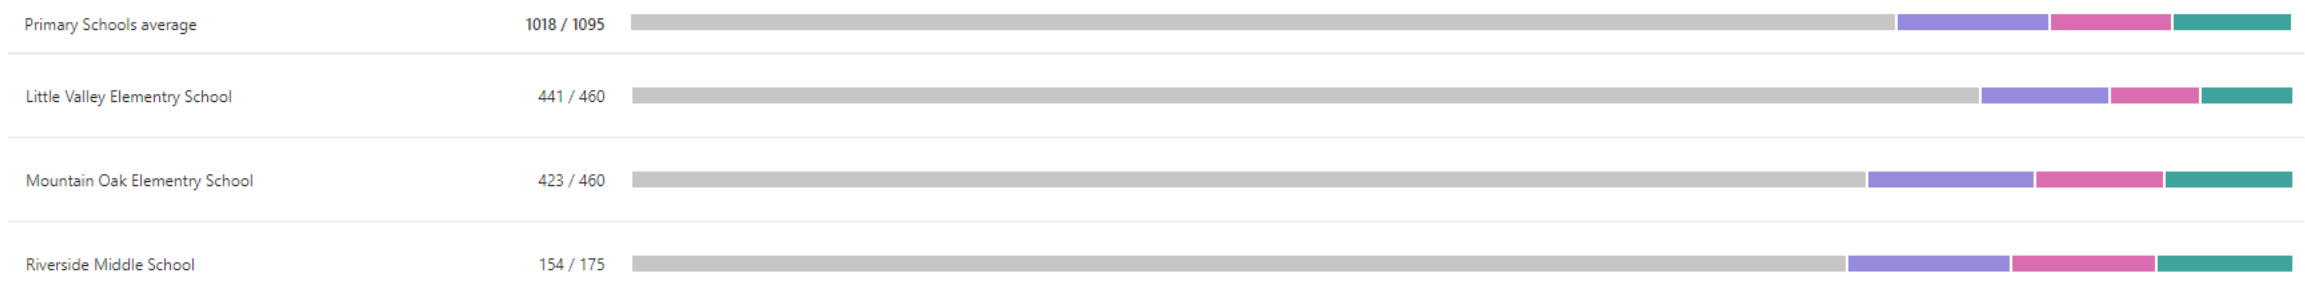 Primary Schools average 1018 / 1095
Little Valley Elementry School 441 / 460
Mountain Oak Elementry School 423 / 460
Riverside Middle School 154 / 175